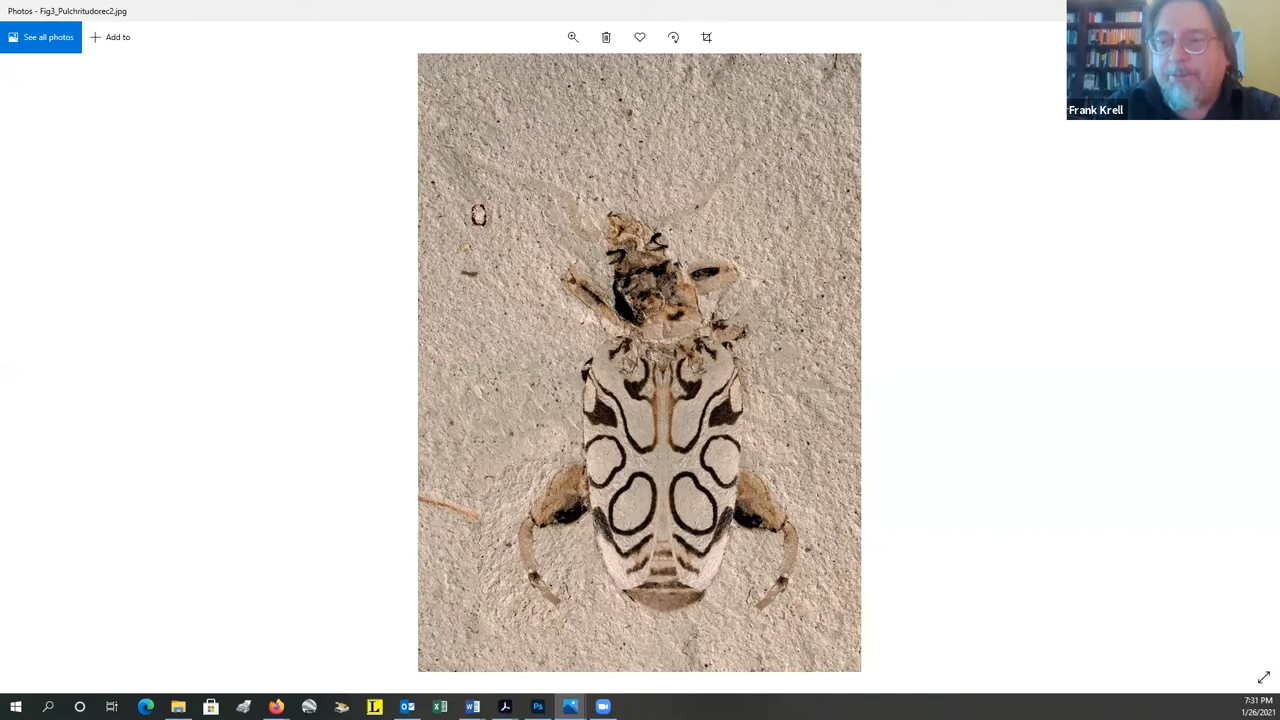 Photos - Fig3_Pulchritudorec2.jpg
See all photos
Add to
Frank Krell
7:31 PM
1/26/2021